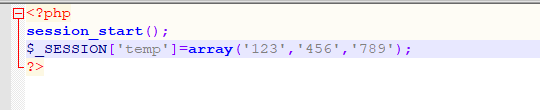 <?php
session_start();
$_SESSION['temp']=array('123','456','789');
?>